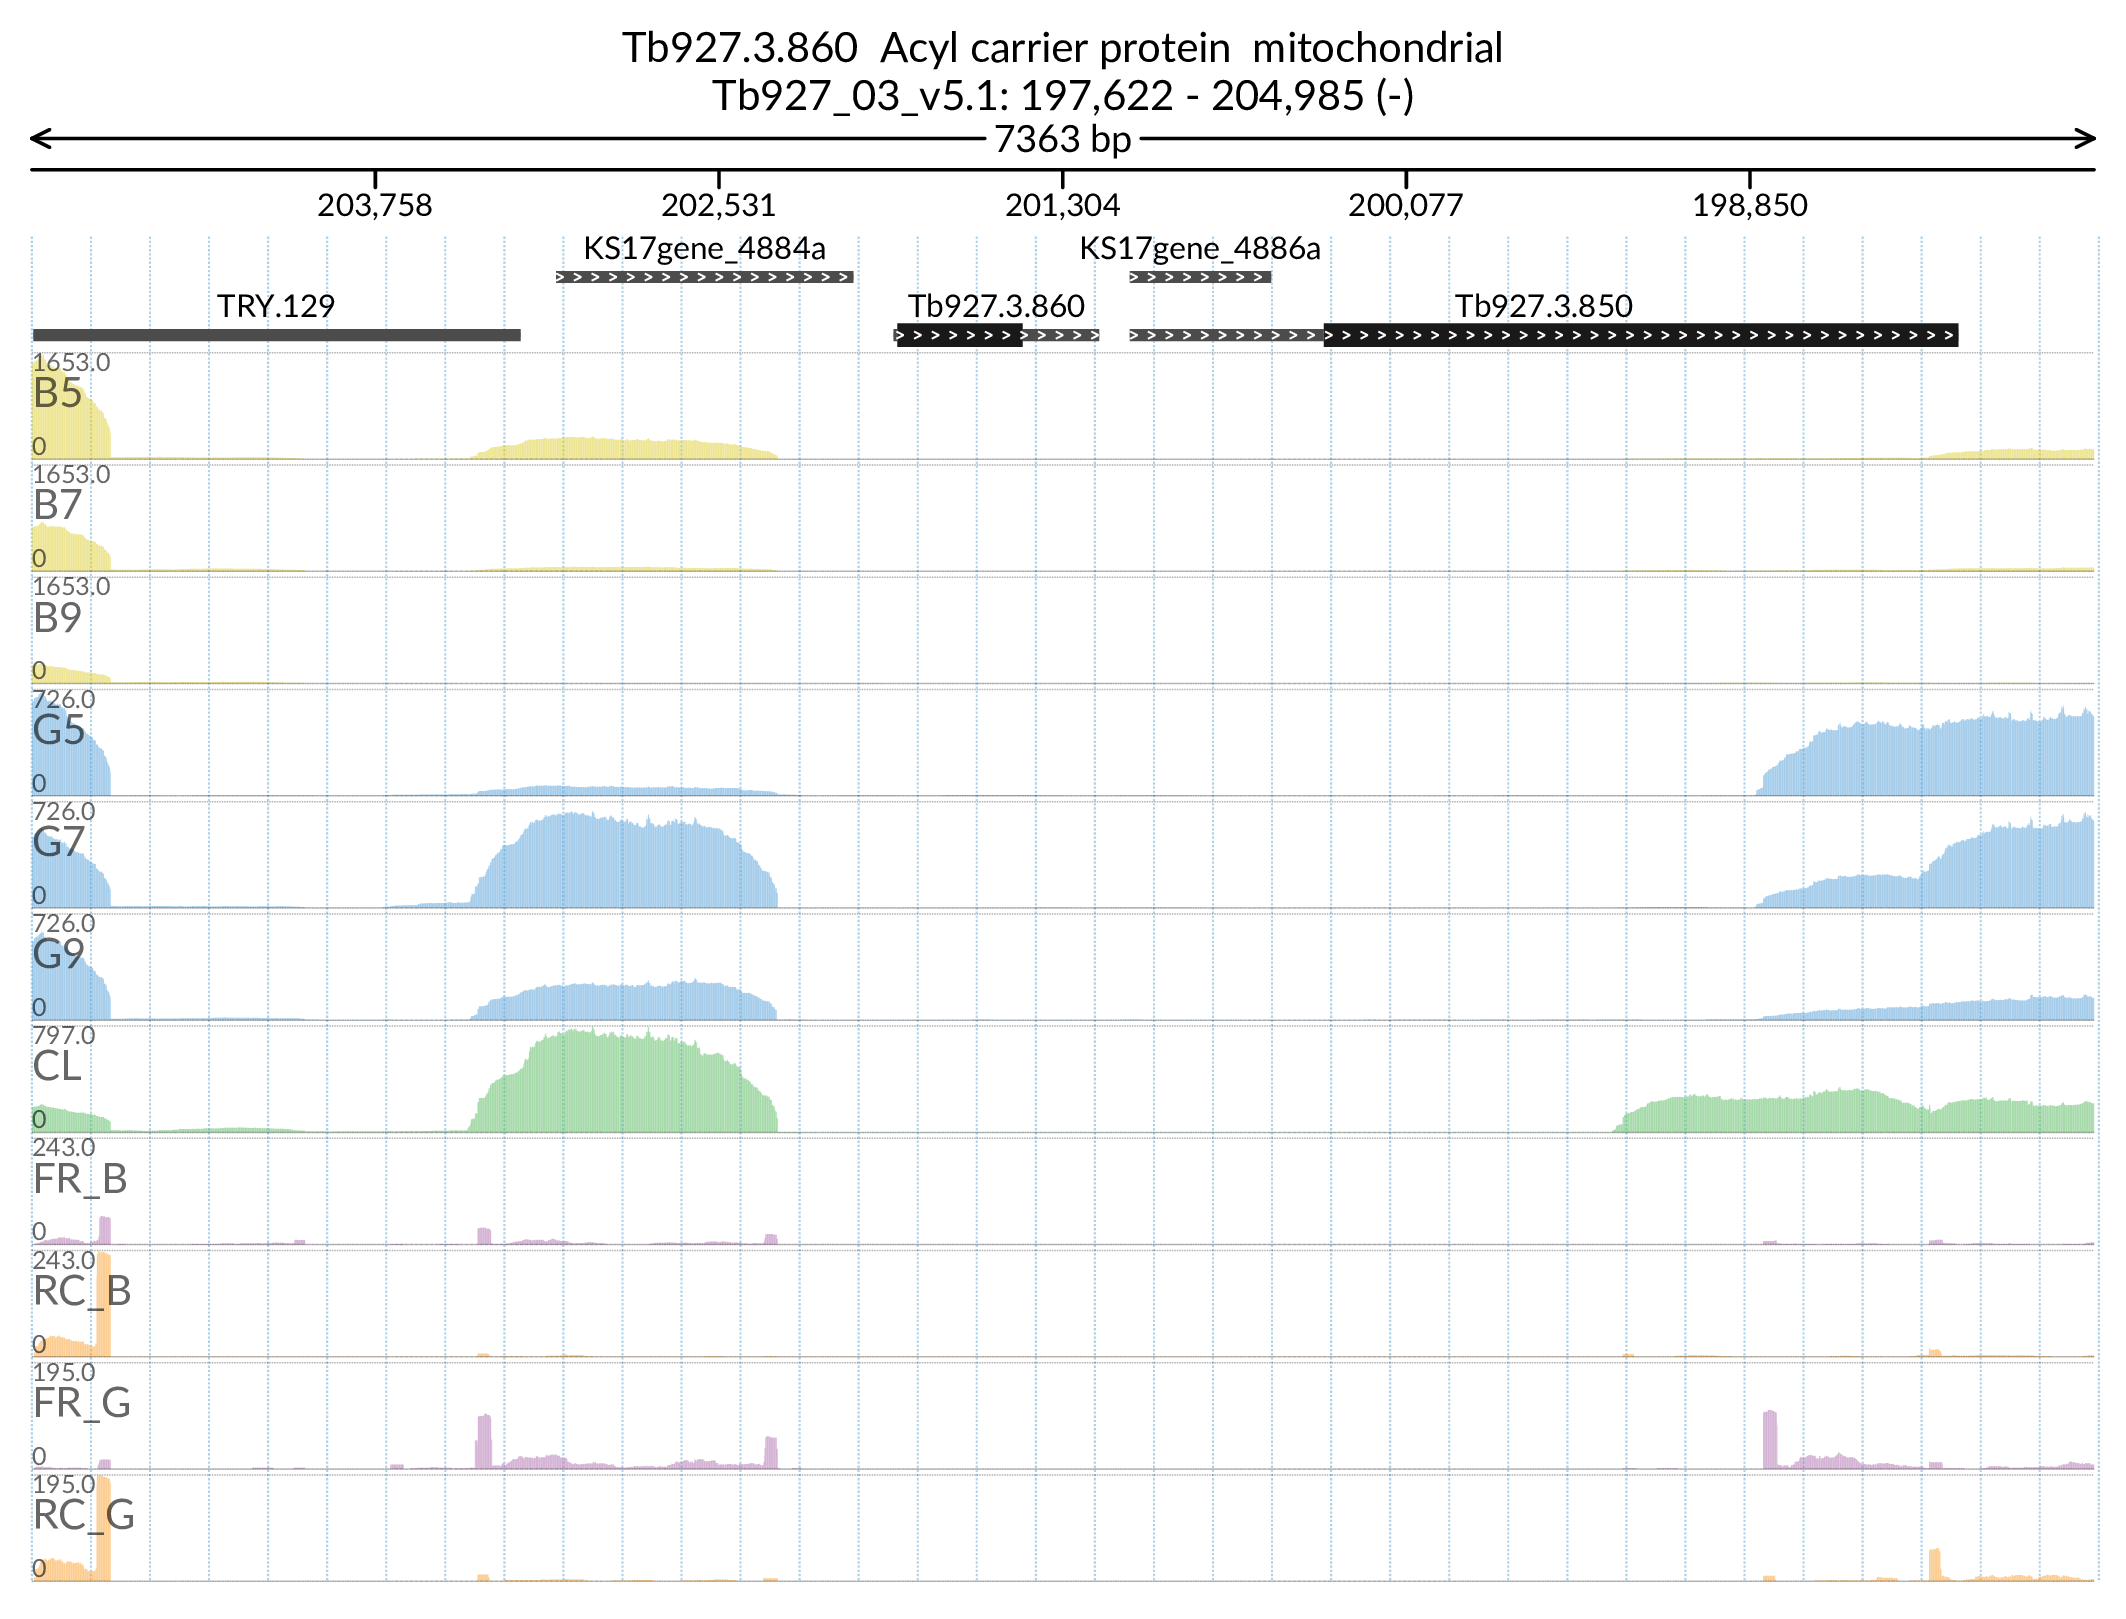 Tb927.3.860  Acyl carrier protein  mitochondrial
Tb927_03_v5.1: 197,622 - 204,985 (-)
7363 bp
203,758 202,531 201,304 200,077 198,850
KS17gene_4884a KS17gene_4886a
TRY.129 Tb927.3.860 Tb927.3.850
1653.0
B5
0
1653.0
B7
0
1653.0
B9
0
726.0
G5
0
726.0
G7
0
726.0
G9
0
797.0
CL
0
243.0
FR_B
0
243.0
RC_B
0
195.0
FR_G
0
195.0
RC_G
0